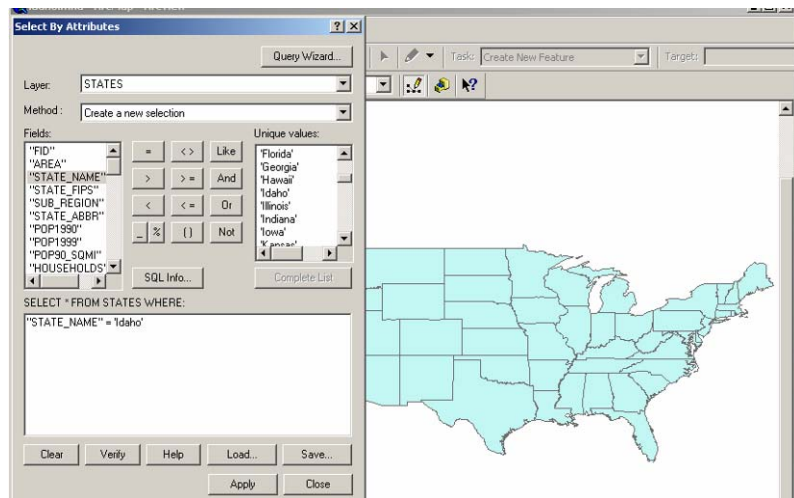 Select By Attributes
Query Wizard...
Task: Create New Feature Target:
Layer: STATES
Method : Create a new selection
Fields: Unique values:
"FID"
"AREA"
"STATE_NAME"
"STATE_FIPS"
"SUB_REGION"
"STATE_ABBR"
"POP1990"
"POP1999"
"POP90_SQMI"
"HOUSEHOLDS"
= <> Like
> > = And
< < = Or
_ % () Not
'Florida'
'Georgia'
'Hawaii'
'Idaho'
'Illinois'
'Indiana'
'Iowa'
'Kansas'
SQL Info... Complete List
SELECT * FROM STATES WHERE:
"STATE_NAME" = 'Idaho'
Clear Verify Help Load... Save...
Apply Close